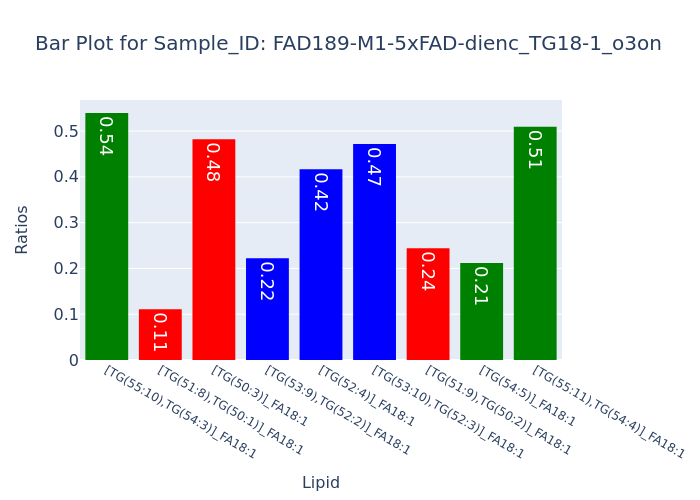 Bar Plot for Sample_ID: FAD189-M1-5xFAD-dienc_TG18-1_o3on
Ratios
0.5
0.4
0.3
0.2
0.1
0
0.54
0.11
0.48
0.22
0.42
0.47
0.24
0.21
0.51
[TG(55:10),TG(54:3)]_FA18:1
[TG(51:8),TG(50:1)]_FA18:1
[TG(50:3)]_FA18:1
[TG(53:9),TG(52:2)]_FA18:1
[TG(52:4)]_FA18:1
[TG(53:10),TG(52:3)]_FA18:1
[TG(51:9),TG(50:2)]_FA18:1
[TG(54:5)]_FA18:1
[TG(55:11),TG(54:4)]_FA18:1
Lipid